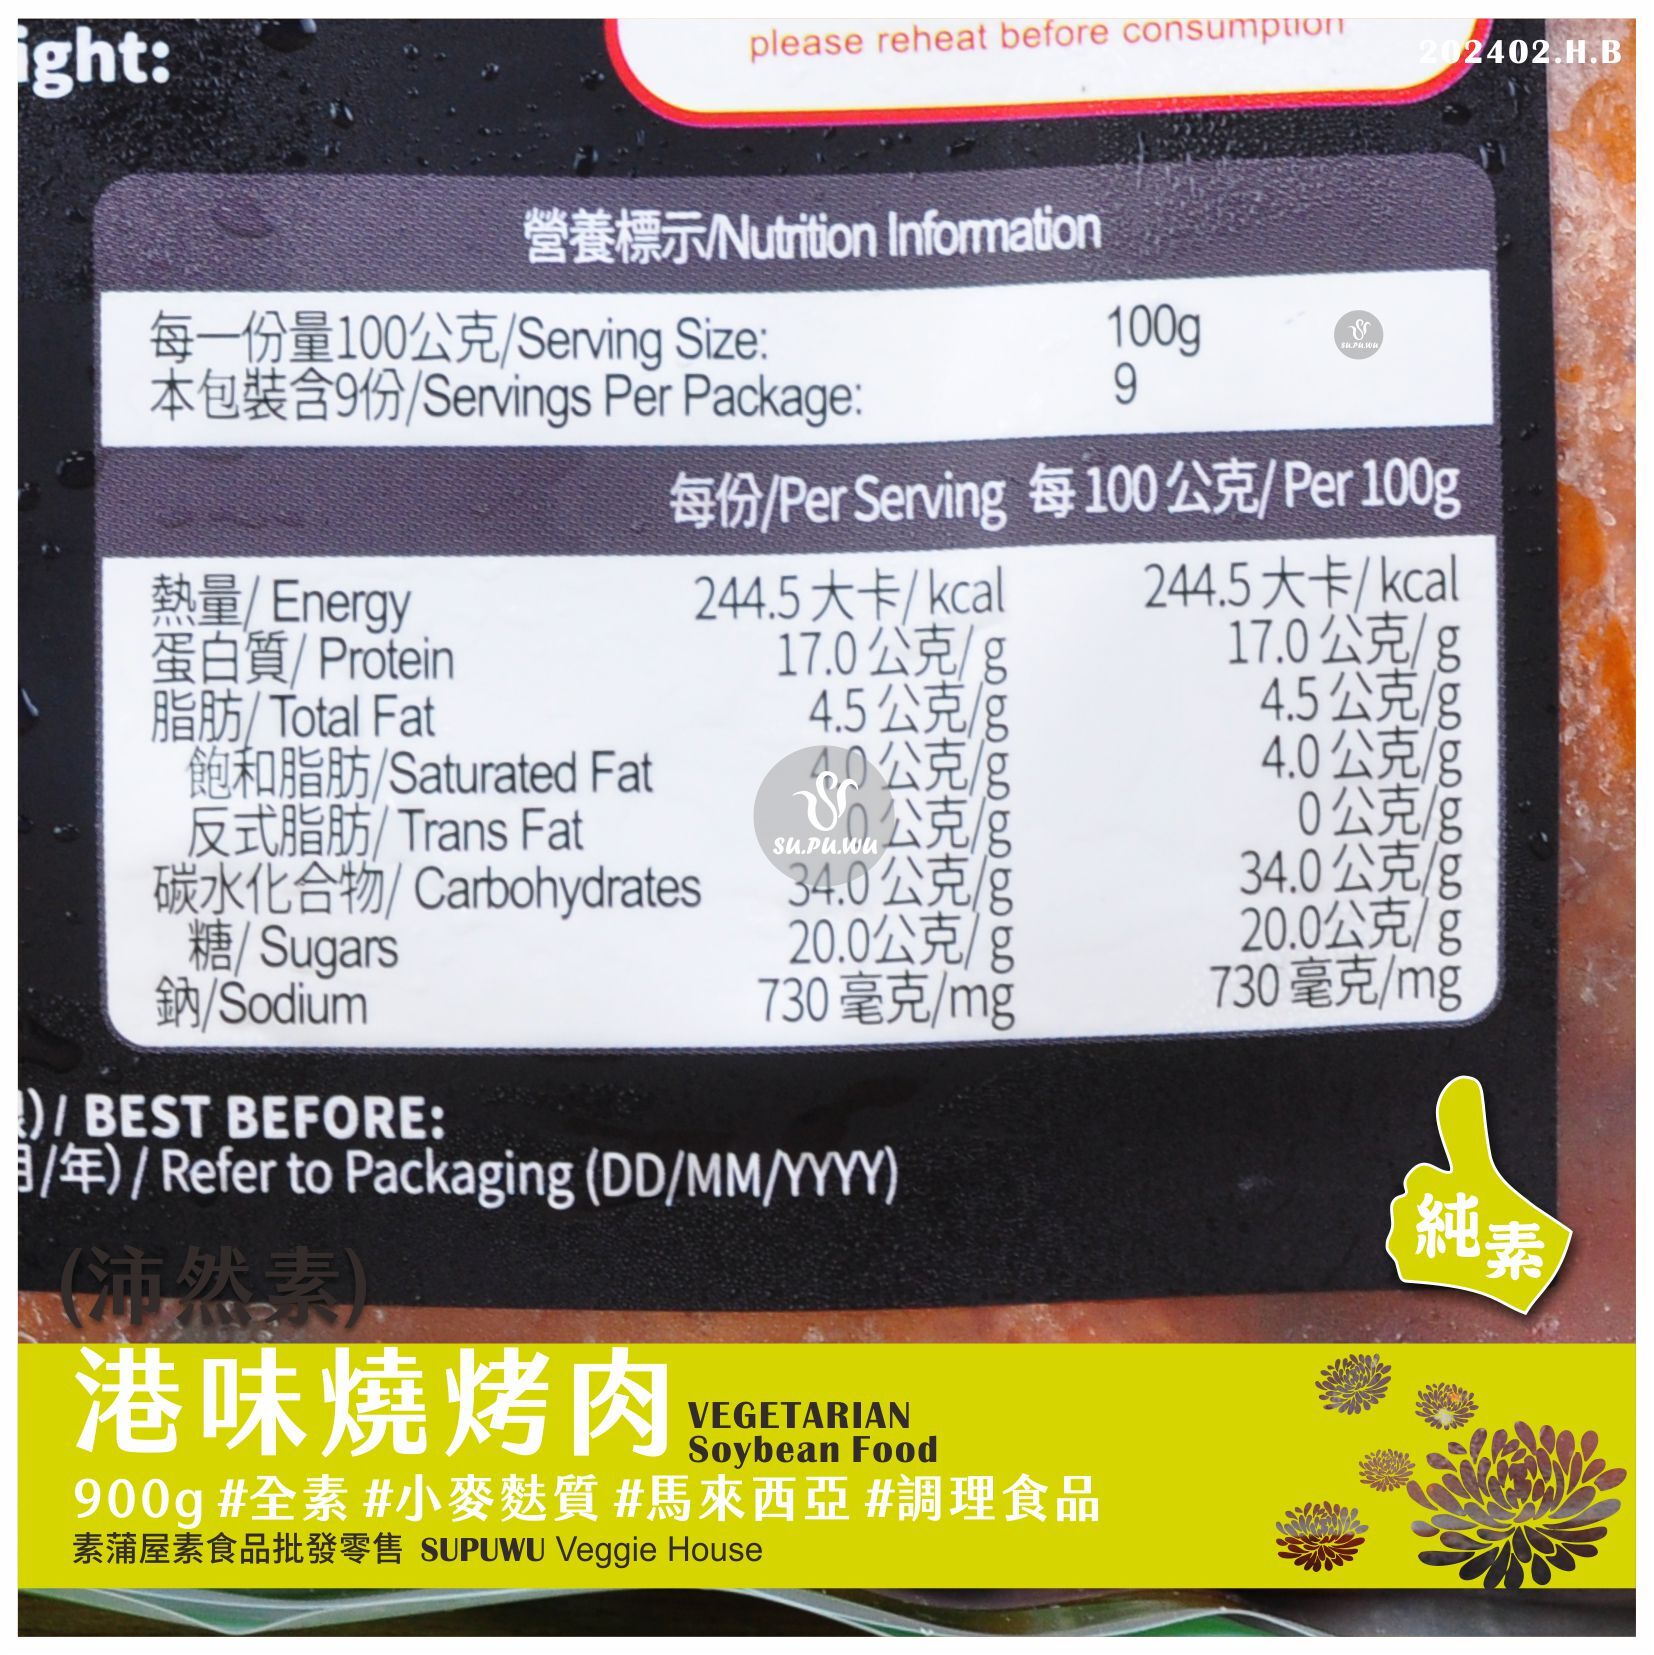 ight:
please reheat before consumption
202402.H.B
營養標示/Nutrition Information
每一份量100公克/Serving Size: 100g
本包裝含9份/Servings Per Package: 9
su.pu.wu
每份/Per Serving 每100公克/Per 100g
熱量/Energy 244.5大卡/kcal 244.5大卡/kcal
蛋白質/Protein 17.0公克/g 17.0公克/g
脂肪/Total Fat 4.5公克/g 4.5公克/g
飽和脂肪/Saturated Fat 4.0公克/g 4.0公克/g
反式脂肪/Trans Fat 0公克/g 0公克/g
su.pu.wu
碳水化合物/Carbohydrates 34.0公克/g 34.0公克/g
糖/Sugars 20.0公克/g 20.0公克/g
鈉/Sodium 730毫克/mg 730毫克/mg
)/ BEST BEFORE:
/年)/ Refer to Packaging (DD/MM/YYYY)
純素
(沛然素)
港味燒烤肉 VEGETARIAN
Soybean Food
900g #全素 #小麥麩質 #馬來西亞 #調理食品
素蒲屋素食品批發零售 SUPUWU Veggie House